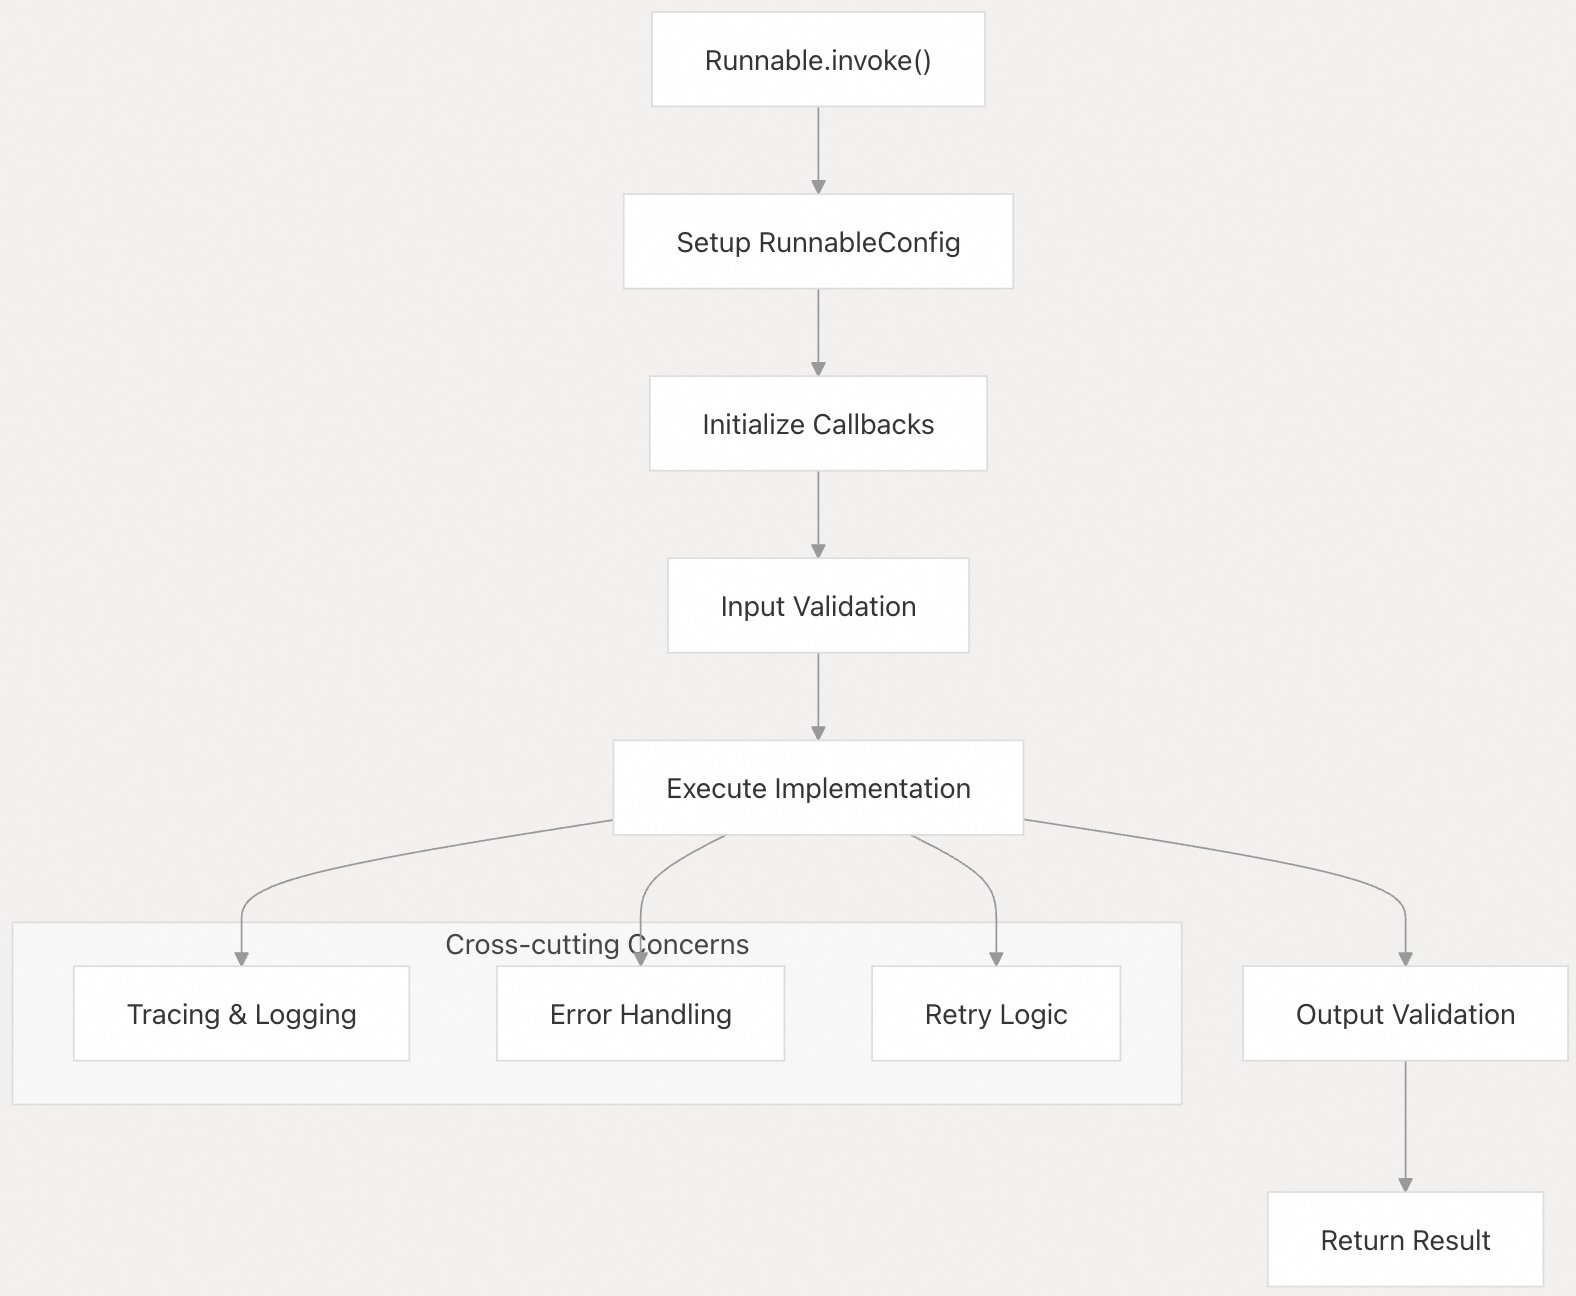 Runnable.invoke()
Setup RunnableConfig
Initialize Callbacks
Input Validation
Execute Implementation
Cross-cutting Concerns
Tracing & Logging
Error Handling
Retry Logic
Output Validation
Return Result